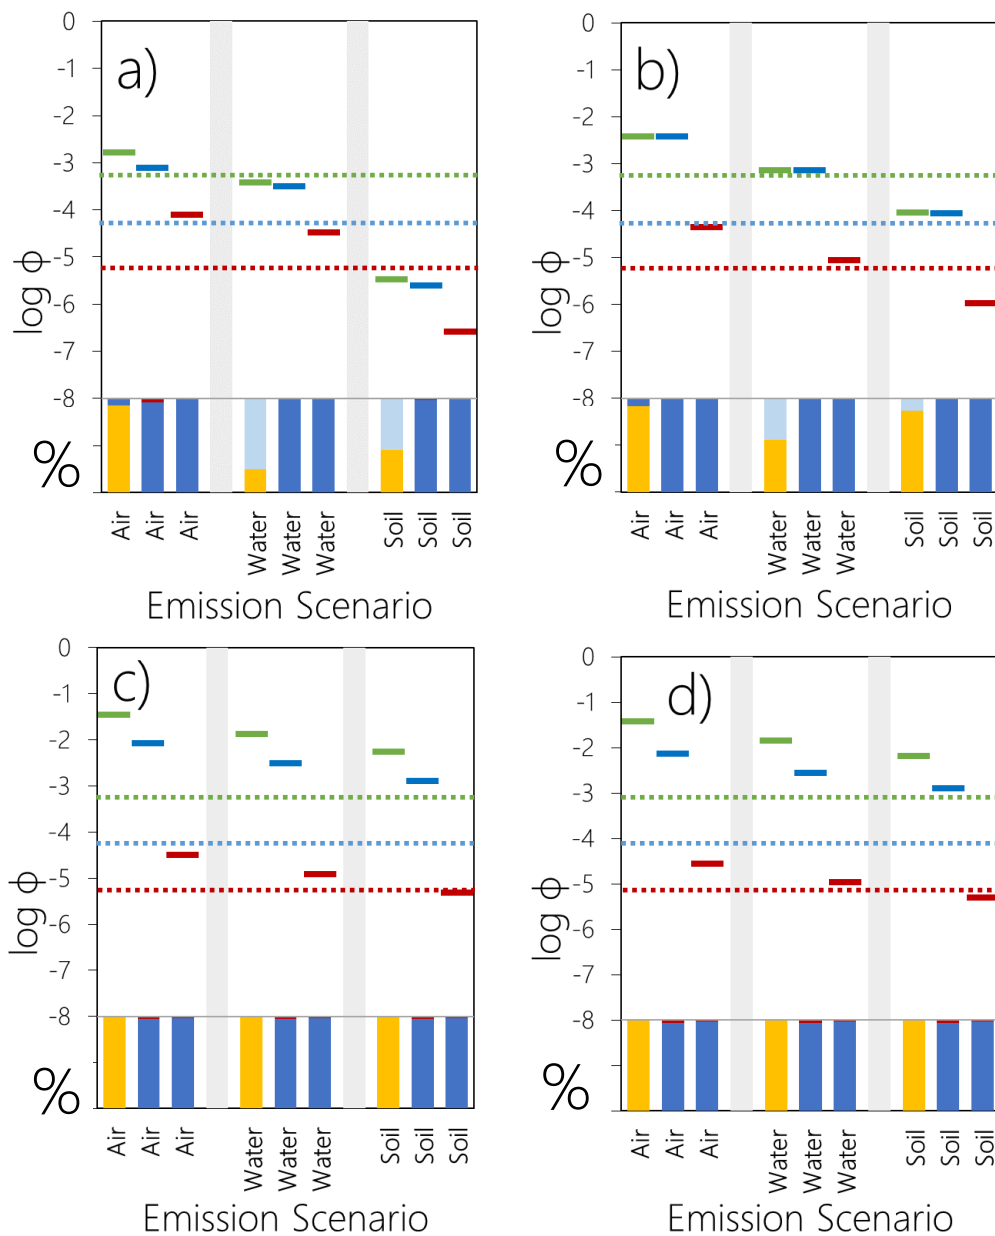 a)
0
-1
-2
-3
-4
-5
-6
-7
-8
log ϕ
%
Air Air Air Water Water Water Soil Soil Soil
Emission Scenario
b)
0
-1
-2
-3
-4
-5
-6
-7
-8
log ϕ
%
Air Air Air Water Water Water Soil Soil Soil
Emission Scenario
c)
0
-1
-2
-3
-4
-5
-6
-7
-8
log ϕ
%
Air Air Air Water Water Water Soil Soil Soil
Emission Scenario
d)
0
-1
-2
-3
-4
-5
-6
-7
-8
log ϕ
%
Air Air Air Water Water Water Soil Soil Soil
Emission Scenario